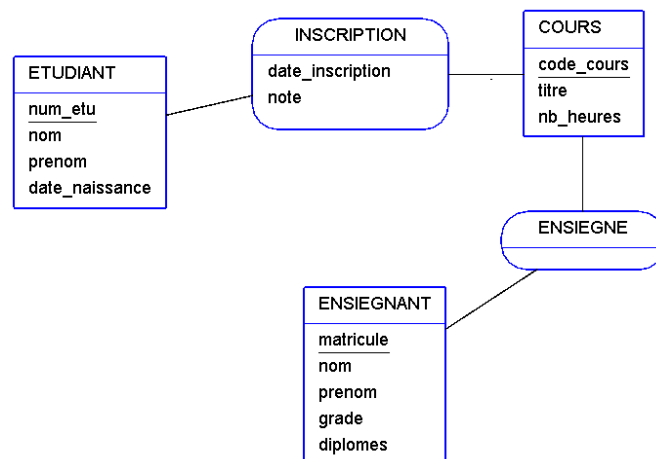 ETUDIANT
num_etu
nom
prenom
date_naissance
INSCRIPTION
date_inscription
note
COURS
code_cours
titre
nb_heures
ENSIEGNE
ENSIEGNANT
matricule
nom
prenom
grade
diplomes